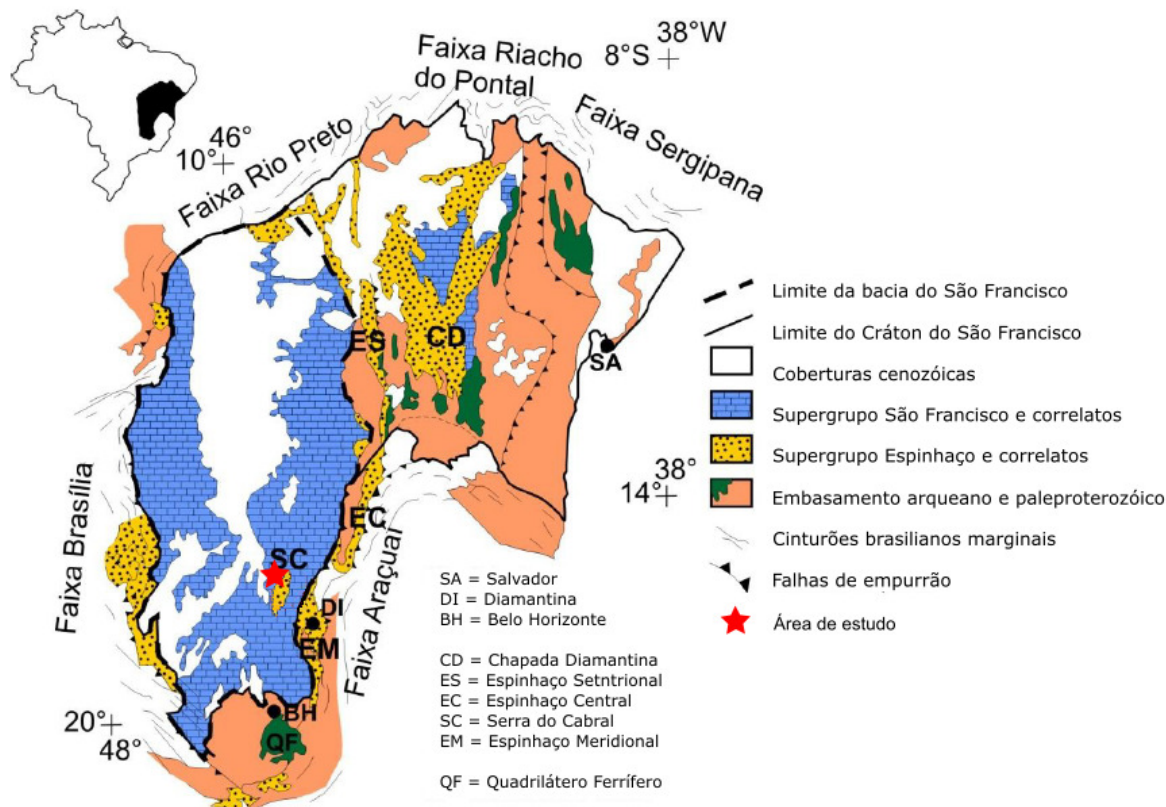 Faixa Riacho
do Pontal
38°W
8°S
Faixa Sergipana
46°
10°
Faixa Rio Preto
ES
CD
SA
38°
14°
Faixa Brasília
EC
SC
DI
EM
Faixa Araçuaí
BH
QF
20°
48°
Limite da bacia do São Francisco
Limite do Cráton do São Francisco
Coberturas cenozóicas
Supergrupo São Francisco e correlatos
Supergrupo Espinhaço e correlatos
Embasamento arqueano e paleproterozóico
Cinturões brasilianos marginais
Falhas de empurrão
Área de estudo
SA = Salvador
DI = Diamantina
BH = Belo Horizonte
CD = Chapada Diamantina
ES = Espinhaço Setntrional
EC = Espinhaço Central
SC = Serra do Cabral
EM = Espinhaço Meridional
QF = Quadrilátero Ferrífero